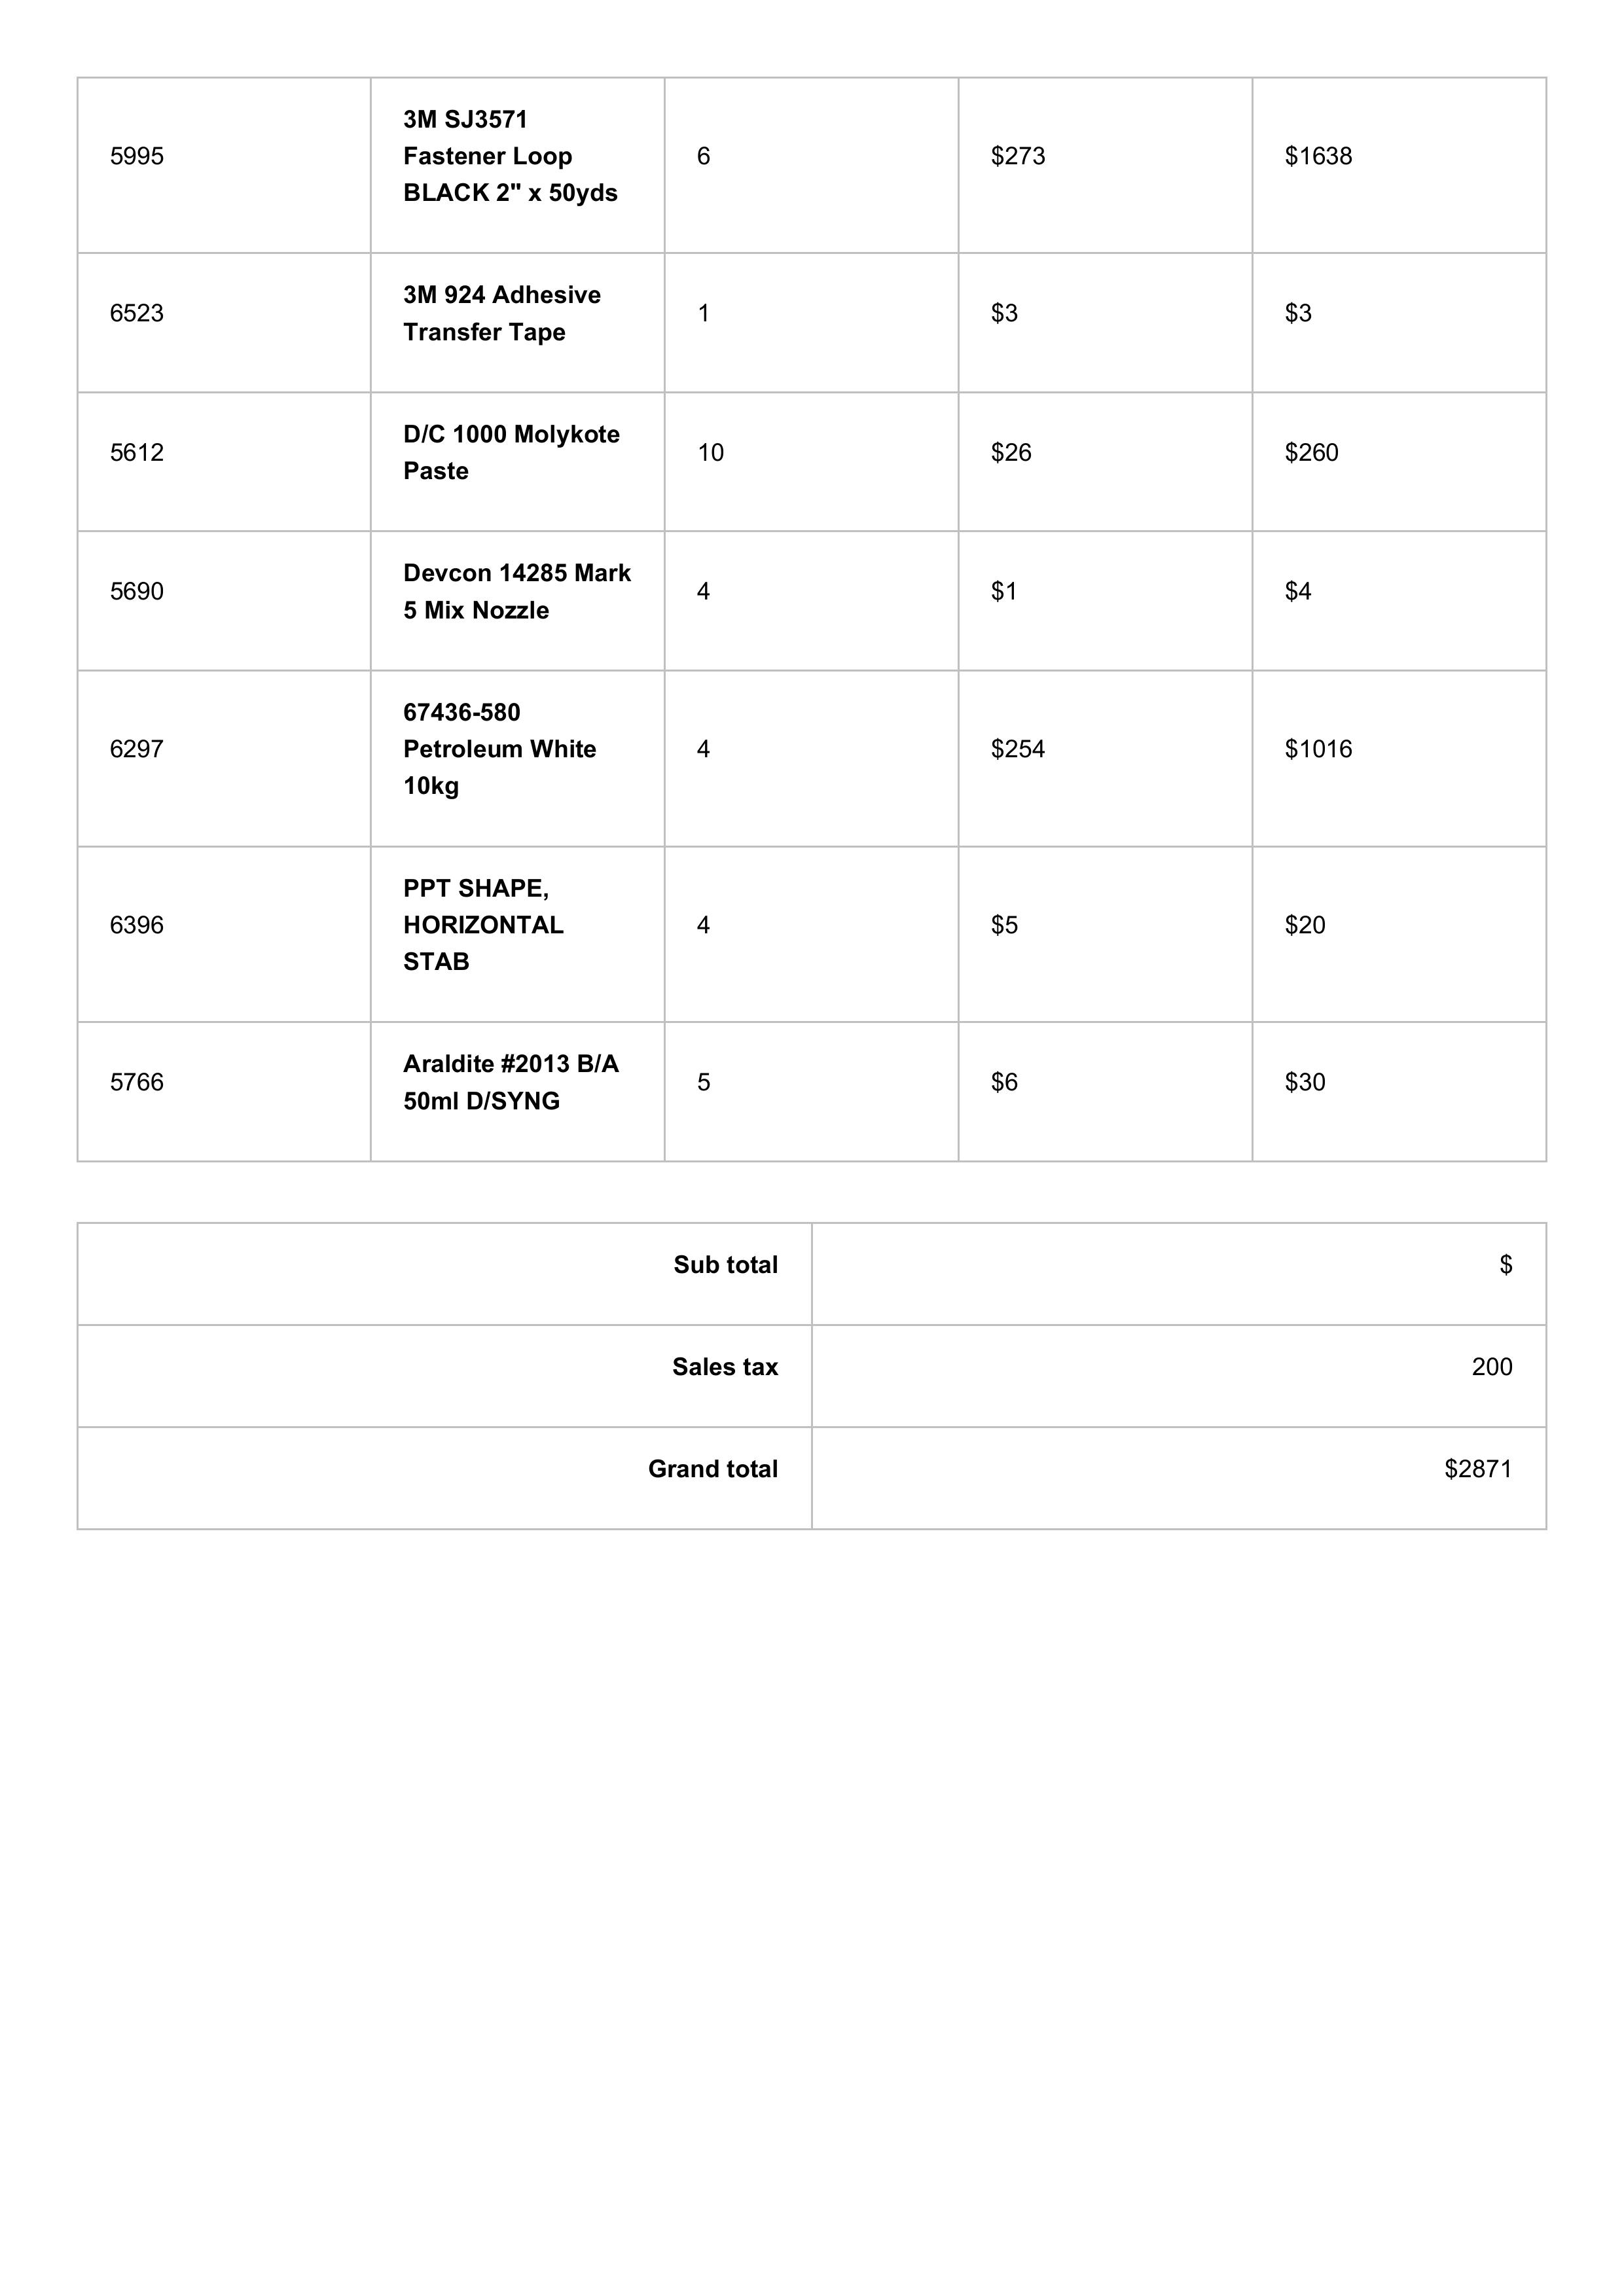 5995
3M SJ3571
Fastener Loop
BLACK 2" x 50yds
6
$273
$1638
6523
3M 924 Adhesive
Transfer Tape
1
$3
$3
5612
D/C 1000 Molykote
Paste
10
$26
$260
5690
Devcon 14285 Mark
5 Mix Nozzle
4
$1
$4
6297
67436-580
Petroleum White
10kg
4
$254
$1016
6396
PPT SHAPE,
HORIZONTAL
STAB
4
$5
$20
5766
Araldite #2013 B/A
50ml D/SYNG
5
$6
$30
Sub total
$
Sales tax
200
Grand total
$2871